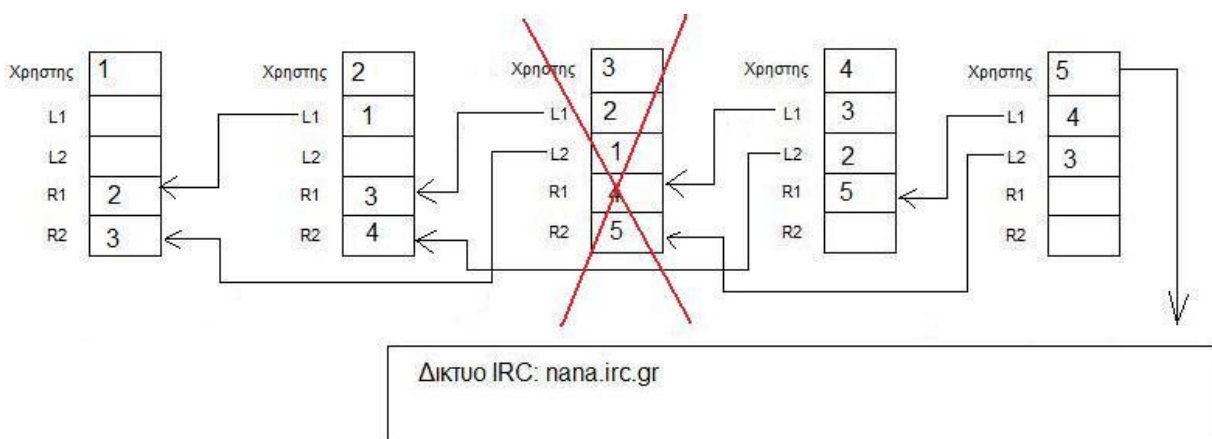 Χρηστης 1
L1
L2
R1 2
R2 3
Χρηστης 2
L1 1
L2
R1 3
R2 4
Χρηστης 3
L1 2
L2 1
R1 4
R2 5
Χρηστης 4
L1 3
L2 2
R1 5
R2
Χρηστης 5
L1 4
L2 3
R1
R2
Δικτυο IRC: nana.irc.gr